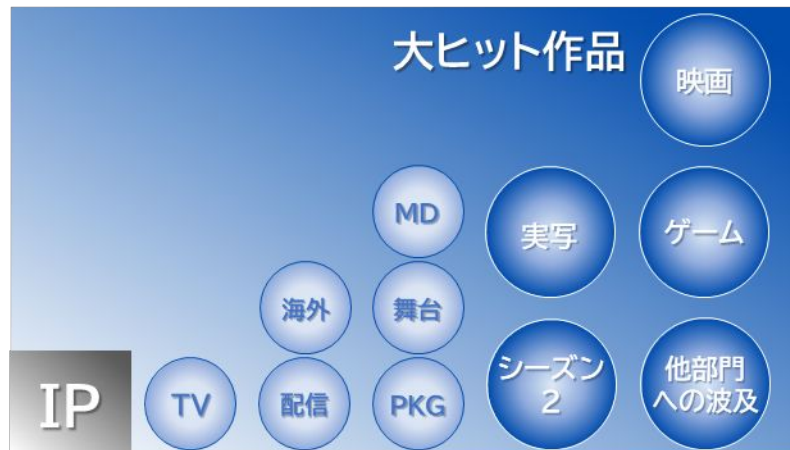 大ヒット作品
映画
MD
実写
ゲーム
海外
舞台
IP
TV
配信
PKG
シーズン
2
他部門
への波及